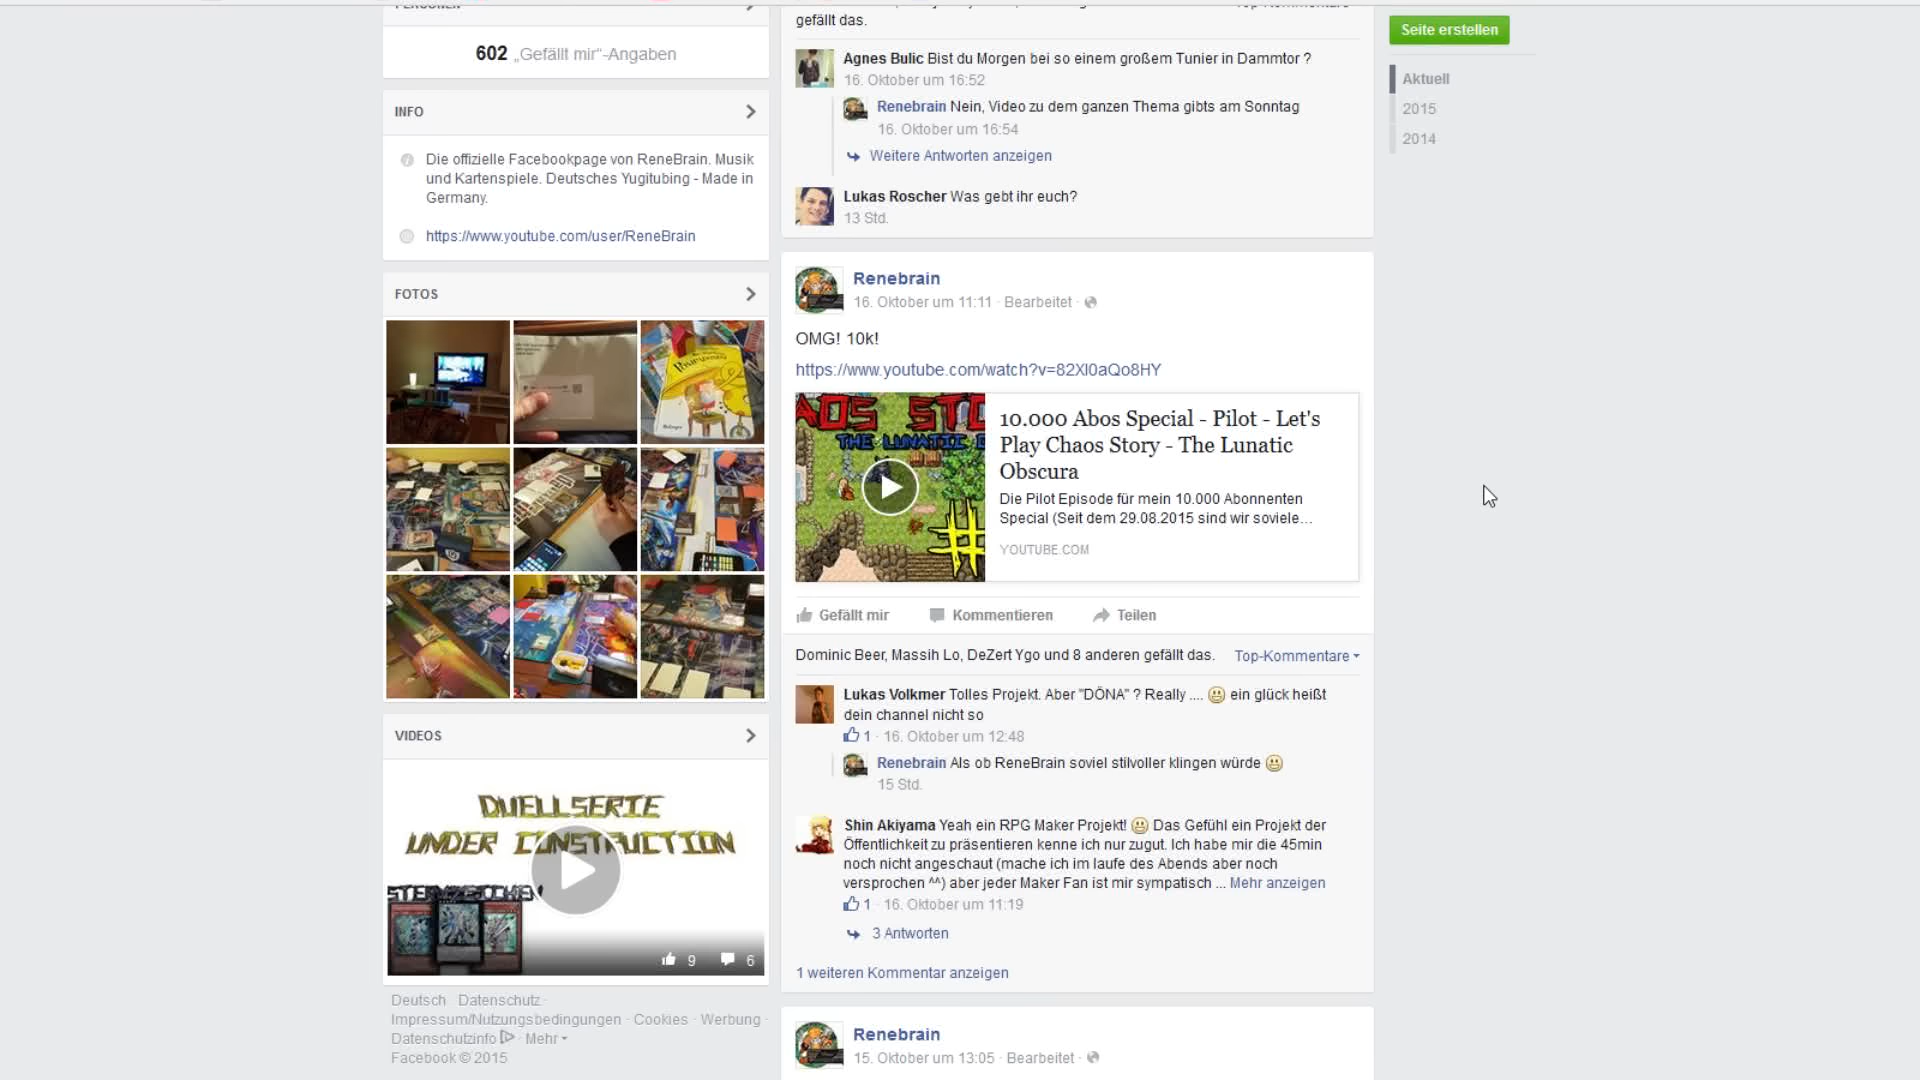 602 „Gefällt mir“-Angaben
INFO
Die offizielle Facebookpage von ReneBrain. Musik
und Kartenspiele. Deutsches Yugitubing - Made in
Germany.
https://www.youtube.com/user/ReneBrain
FOTOS
VIDEOS
DUELLSERIE
UNDER CONSTRUCTION
9 6
Deutsch Datenschutz ·
Impressum/Nutzungsbedingungen · Cookies · Werbung ·
Datenschutzinfo · Mehr
Facebook © 2015
gefällt das.
Agnes Bulic Bist du Morgen bei so einem großem Tunier in Dammtor ?
16. Oktober um 16:52
Renebrain Nein, Video zu dem ganzen Thema gibts am Sonntag
16. Oktober um 16:54
Weitere Antworten anzeigen
Lukas Roscher Was gebt ihr euch?
13 Std.
Renebrain
16. Oktober um 11:11 · Bearbeitet ·
OMG! 10k!
https://www.youtube.com/watch?v=82Xl0aQo8HY
THE LUNATIC
10.000 Abos Special - Pilot - Let's
Play Chaos Story - The Lunatic
Obscura
Die Pilot Episode für mein 10.000 Abonnenten
Special (Seit dem 29.08.2015 sind wir soviele...
YOUTUBE.COM
Gefällt mir Kommentieren Teilen
Dominic Beer, Massih Lo, DeZert Ygo und 8 anderen gefällt das. Top-Kommentare
Lukas Volkmer Tolles Projekt. Aber "DÖNA" ? Really .... ein glück heißt
dein channel nicht so
1 · 16. Oktober um 12:48
Renebrain Als ob ReneBrain soviel stilvoller klingen würde
15 Std.
Shin Akiyama Yeah ein RPG Maker Projekt! Das Gefühl ein Projekt der
Öffentlichkeit zu präsentieren kenne ich nur zugut. Ich habe mir die 45min
noch nicht angeschaut (mache ich im laufe des Abends aber noch
versprochen ^^) aber jeder Maker Fan ist mir sympatisch ... Mehr anzeigen
1 · 16. Oktober um 11:19
3 Antworten
1 weiteren Kommentar anzeigen
Renebrain
15. Oktober um 13:05 · Bearbeitet ·
Seite erstellen
Aktuell
2015
2014